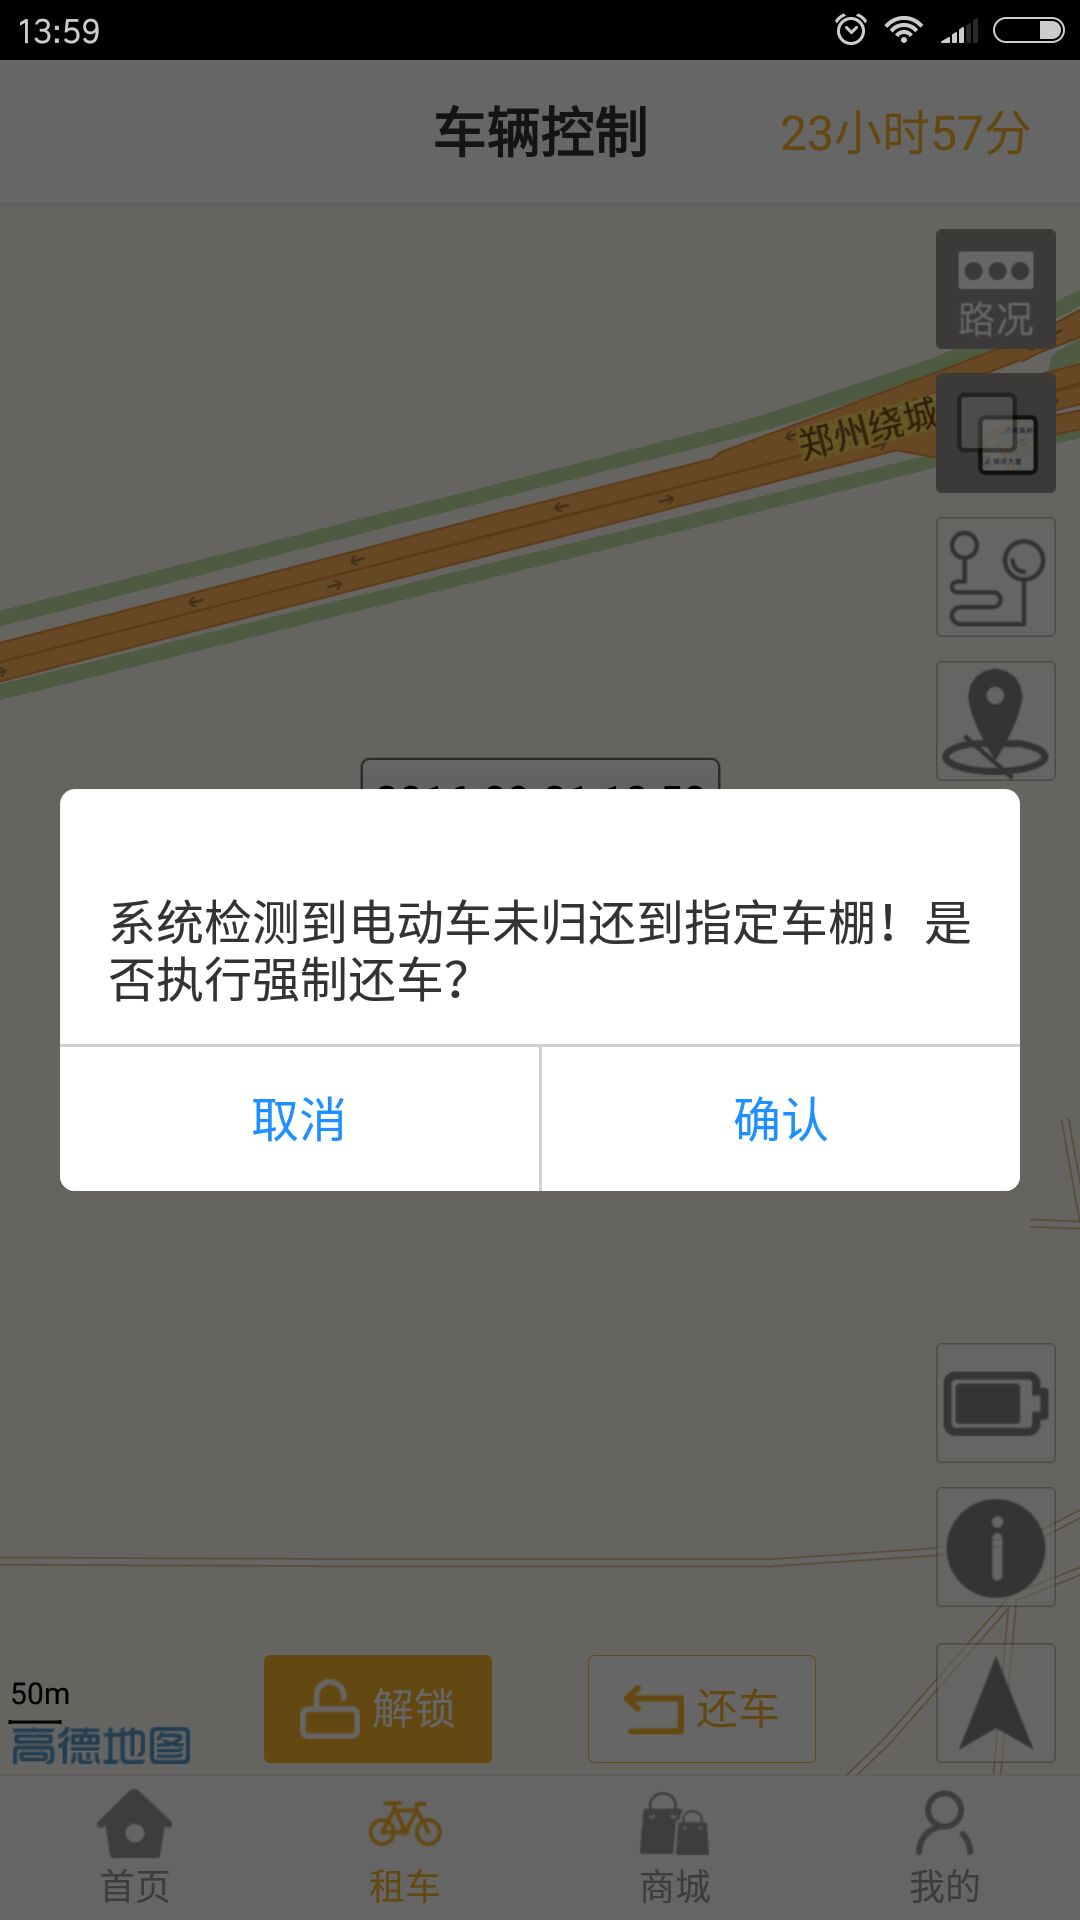 13:59
车辆控制
23小时57分
路况
郑州绕城
系统检测到电动车未归还到指定车棚！是
否执行强制还车？
取消
确认
50m
高德地图
解锁
还车
首页
租车
商城
我的